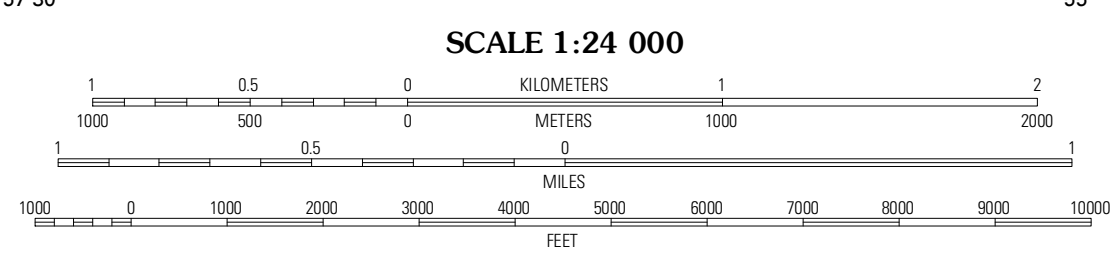 SCALE 1:24 000
1 0.5 0 KILOMETERS 1 2
1000 500 0 METERS 1000 2000
1 0.5 0 1
MILES
1000 0 1000 2000 3000 4000 5000 6000 7000 8000 9000 10000
FEET